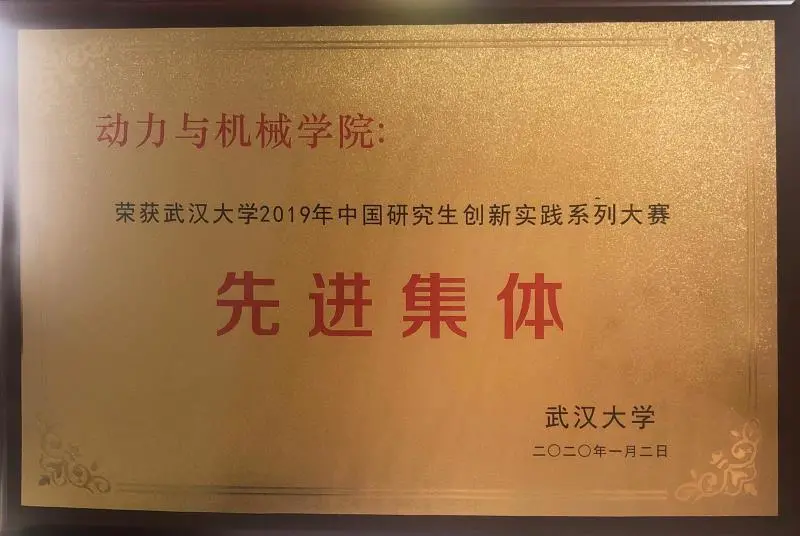 动力与机械学院:
荣获武汉大学2019年中国研究生创新实践系列大赛
先进集体
武汉大学
二〇二〇年一月二日